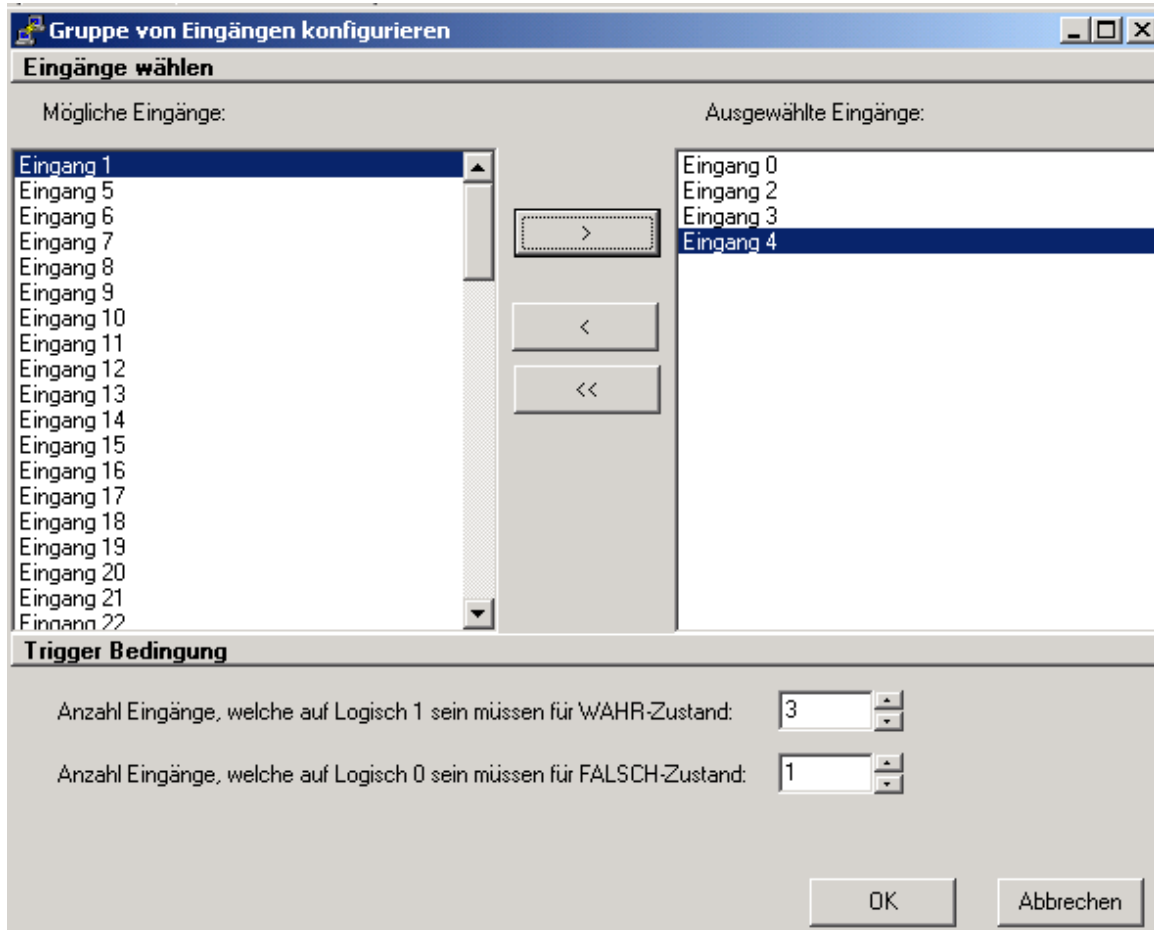 Gruppe von Eingängen konfigurieren
Eingänge wählen
Mögliche Eingänge:
Ausgewählte Eingänge:
Eingang 1
Eingang 5
Eingang 6
Eingang 7
Eingang 8
Eingang 9
Eingang 10
Eingang 11
Eingang 12
Eingang 13
Eingang 14
Eingang 15
Eingang 16
Eingang 17
Eingang 18
Eingang 19
Eingang 20
Eingang 21
Eingang 22
>
<
<<
Eingang 0
Eingang 2
Eingang 3
Eingang 4
Trigger Bedingung
Anzahl Eingänge, welche auf Logisch 1 sein müssen für WAHR-Zustand: 3
Anzahl Eingänge, welche auf Logisch 0 sein müssen für FALSCH-Zustand: 1
OK Abbrechen